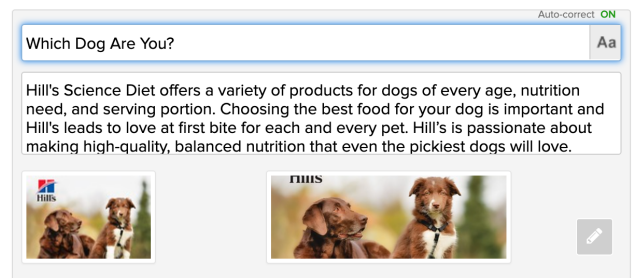 Auto-correct ON
Which Dog Are You?
Aa
Hill's Science Diet offers a variety of products for dogs of every age, nutrition
need, and serving portion. Choosing the best food for your dog is important and
Hill's leads to love at first bite for each and every pet. Hill’s is passionate about
making high-quality, balanced nutrition that even the pickiest dogs will love.
Hill's
Hills